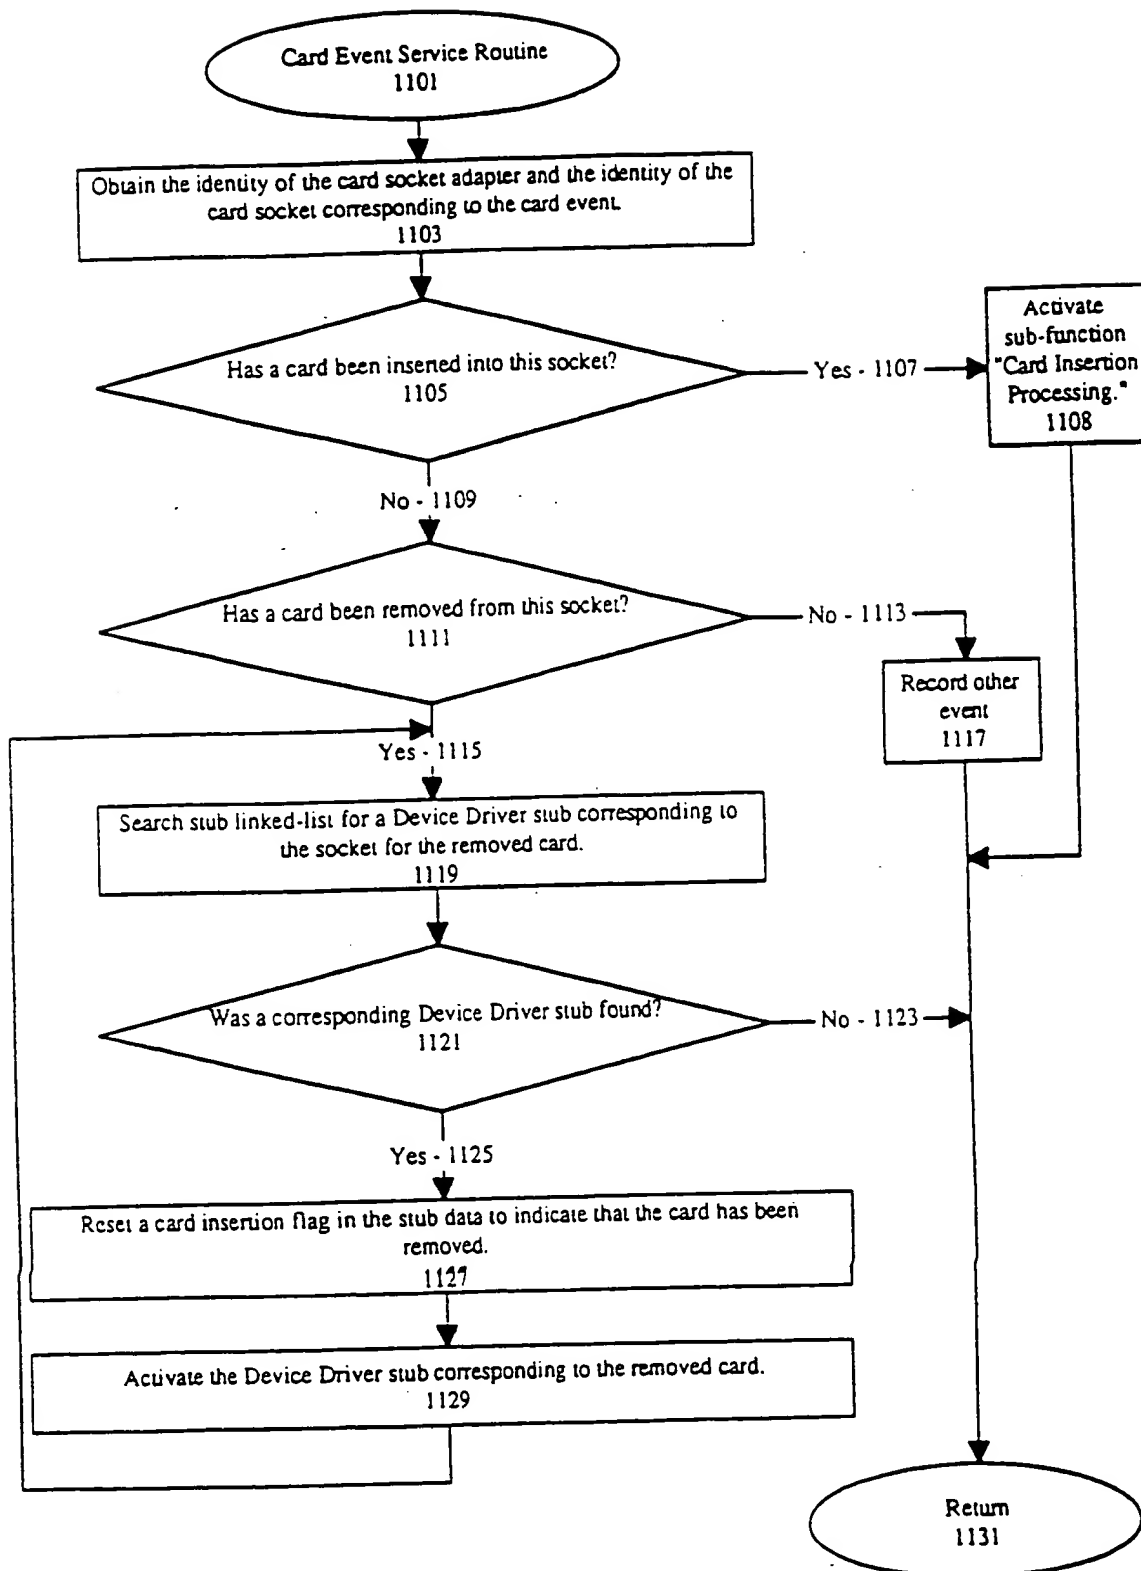 Card Event Service Routine
1101
Obtain the identity of the card socket adapter and the identity of the
card socket corresponding to the card event.
1103
Has a card been inserted into this socket?
1105
Yes - 1107
Activate
sub-function
"Card Insertion
Processing."
1108
No - 1109
Has a card been removed from this socket?
1111
No - 1113
Record other
event
1117
Yes - 1115
Search stub linked-list for a Device Driver stub corresponding to
the socket for the removed card.
1119
Was a corresponding Device Driver stub found?
1121
No - 1123
Yes - 1125
Reset a card insertion flag in the stub data to indicate that the card has been
removed.
1127
Activate the Device Driver stub corresponding to the removed card.
1129
Return
1131